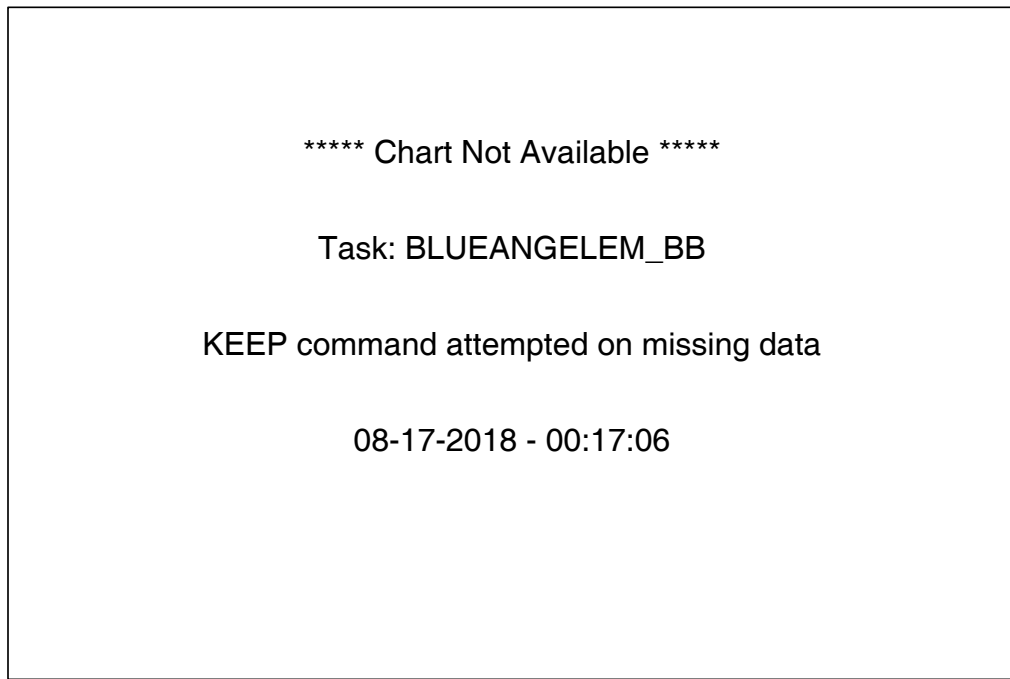 ***** Chart Not Available *****
Task: BLUEANGELEM_BB
KEEP command attempted on missing data
08-17-2018 - 00:17:06